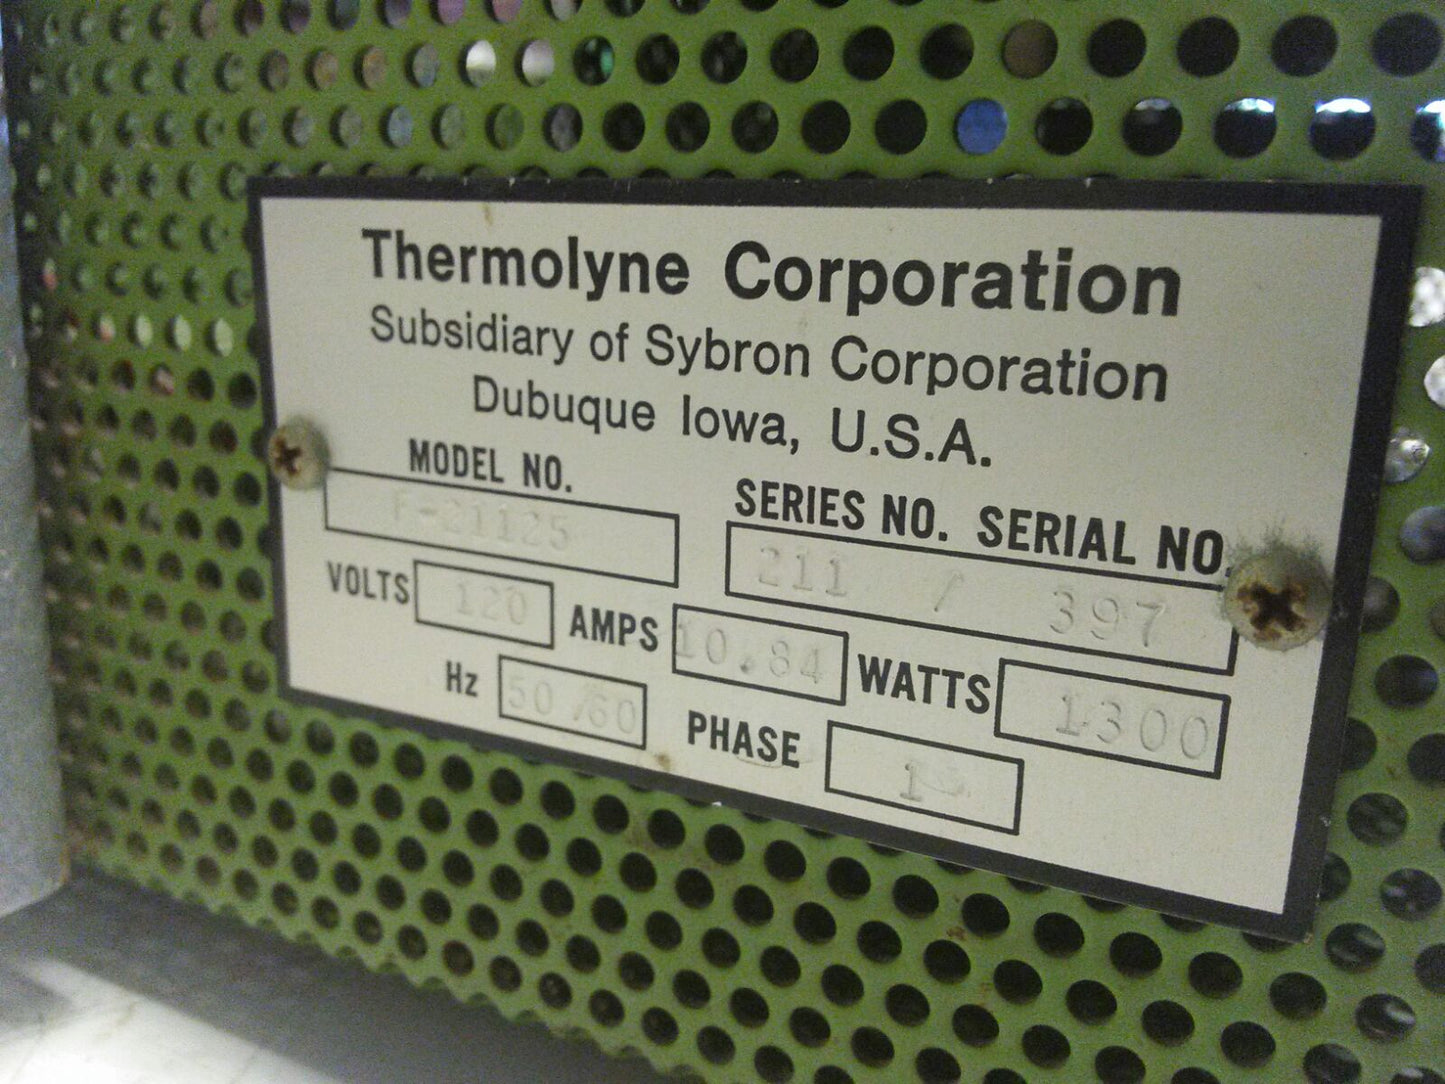 Thermolyne Corporation
Subsidiary of Sybron Corporation
Dubuque Iowa, U.S.A.
MODEL NO. F-21125
SERIES NO. SERIAL NO.
211 / 397
VOLTS 120 AMPS 10.84 WATTS 1300
Hz 50/60 PHASE 1